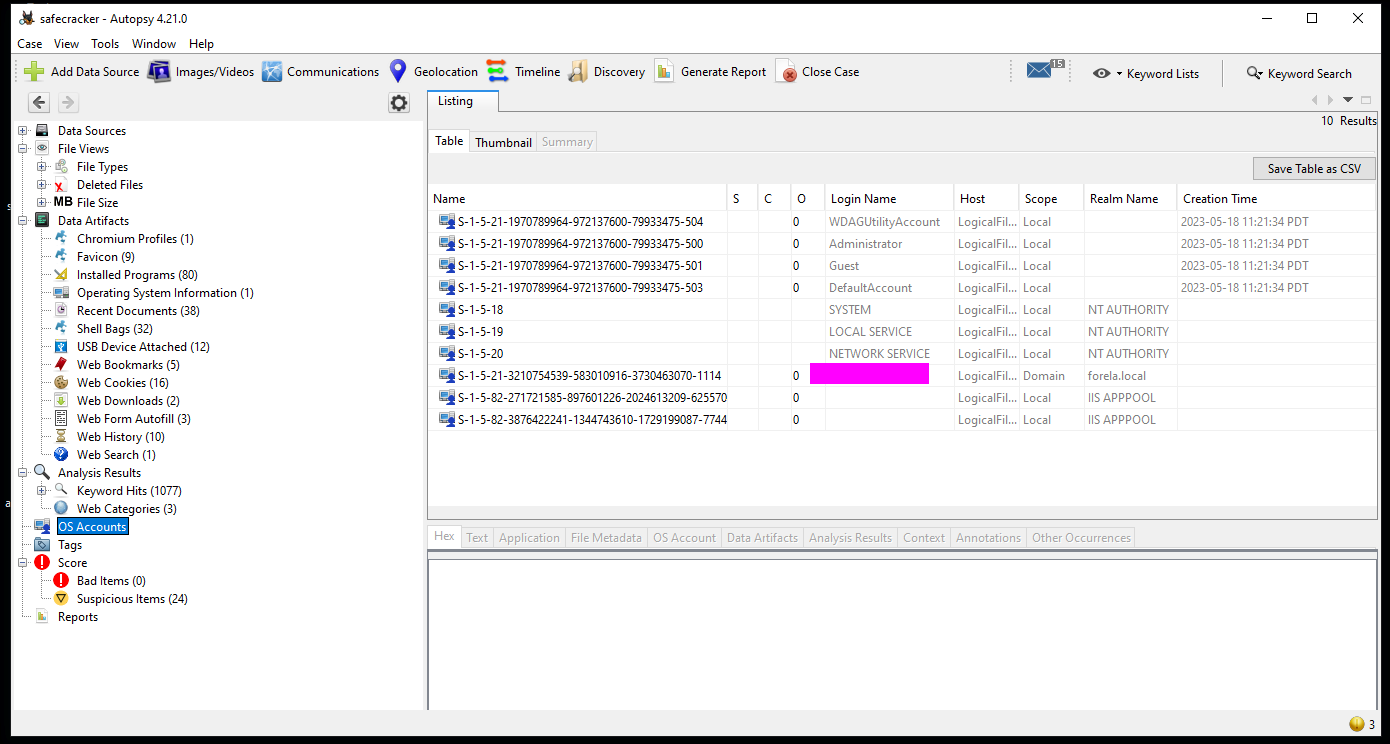 safecracker - Autopsy 4.21.0
Case View Tools Window Help
Add Data Source Images/Videos Communications Geolocation Timeline Discovery Generate Report Close Case 15 Keyword Lists Keyword Search
Listing
10 Results
Table Thumbnail Summary
Save Table as CSV
Name S C O Login Name Host Scope Realm Name Creation Time
S-1-5-21-1970789964-972137600-79933475-504 0 WDAGUtilityAccount LogicalFil... Local 2023-05-18 11:21:34 PDT
S-1-5-21-1970789964-972137600-79933475-500 0 Administrator LogicalFil... Local 2023-05-18 11:21:34 PDT
S-1-5-21-1970789964-972137600-79933475-501 0 Guest LogicalFil... Local 2023-05-18 11:21:34 PDT
S-1-5-21-1970789964-972137600-79933475-503 0 DefaultAccount LogicalFil... Local 2023-05-18 11:21:34 PDT
S-1-5-18 SYSTEM LogicalFil... Local NT AUTHORITY
S-1-5-19 LOCAL SERVICE LogicalFil... Local NT AUTHORITY
S-1-5-20 NETWORK SERVICE LogicalFil... Local NT AUTHORITY
S-1-5-21-3210754539-583010916-3730463070-1114 0 LogicalFil... Domain forela.local
S-1-5-82-271721585-897601226-2024613209-625570 0 LogicalFil... Local IIS APPPOOL
S-1-5-82-3876422241-1344743610-1729199087-7744 0 LogicalFil... Local IIS APPPOOL
Data Sources
File Views
File Types
Deleted Files
MB File Size
Data Artifacts
Chromium Profiles (1)
Favicon (9)
Installed Programs (80)
Operating System Information (1)
Recent Documents (38)
Shell Bags (32)
USB Device Attached (12)
Web Bookmarks (5)
Web Cookies (16)
Web Downloads (2)
Web Form Autofill (3)
Web History (10)
Web Search (1)
Analysis Results
Keyword Hits (1077)
Web Categories (3)
OS Accounts
Tags
Score
Bad Items (0)
Suspicious Items (24)
Reports
Hex Text Application File Metadata OS Account Data Artifacts Analysis Results Context Annotations Other Occurrences
3